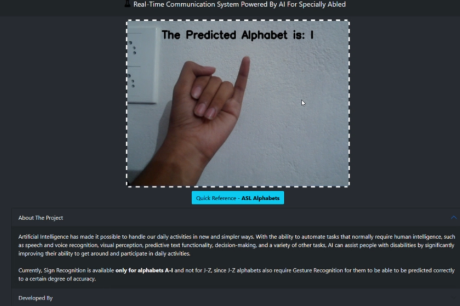 Real-Time Communication System Powered By AI For Specially Abled
The Predicted Alphabet is: I
Quick Reference - ASL Alphabets
About The Project
Artificial Intelligence has made it possible to handle our daily activities in new and simpler ways. With the ability to automate tasks that normally require human intelligence, such
as speech and voice recognition, visual perception, predictive text functionality, decision-making, and a variety of other tasks, AI can assist people with disabilities by significantly
improving their ability to get around and participate in daily activities.
Currently, Sign Recognition is available only for alphabets A-I and not for J-Z, since J-Z alphabets also require Gesture Recognition for them to be able to be predicted correctly
to a certain degree of accuracy.
Developed By